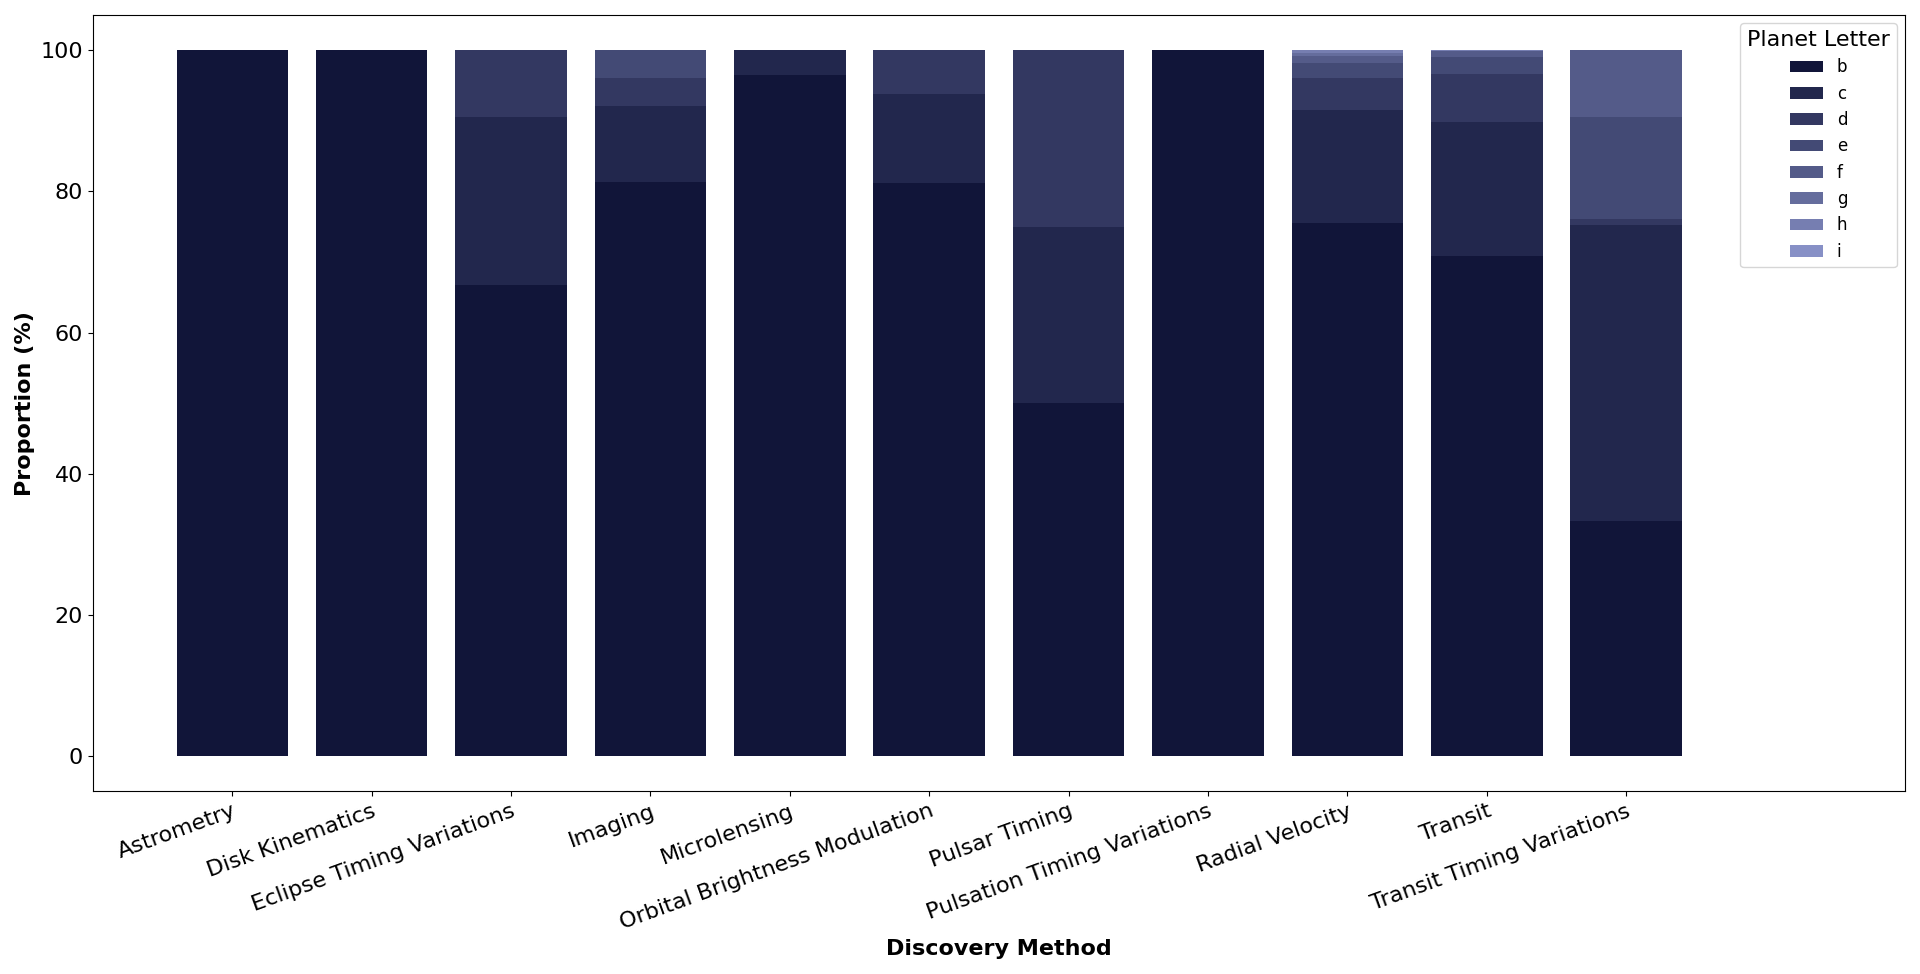 Planet Letter
b
c
d
e
f
g
h
i
100
80
60
40
20
0
Proportion (%)
Astrometry
Disk Kinematics
Eclipse Timing Variations
Imaging
Microlensing
Orbital Brightness Modulation
Pulsar Timing
Pulsation Timing Variations
Radial Velocity
Transit
Transit Timing Variations
Discovery Method